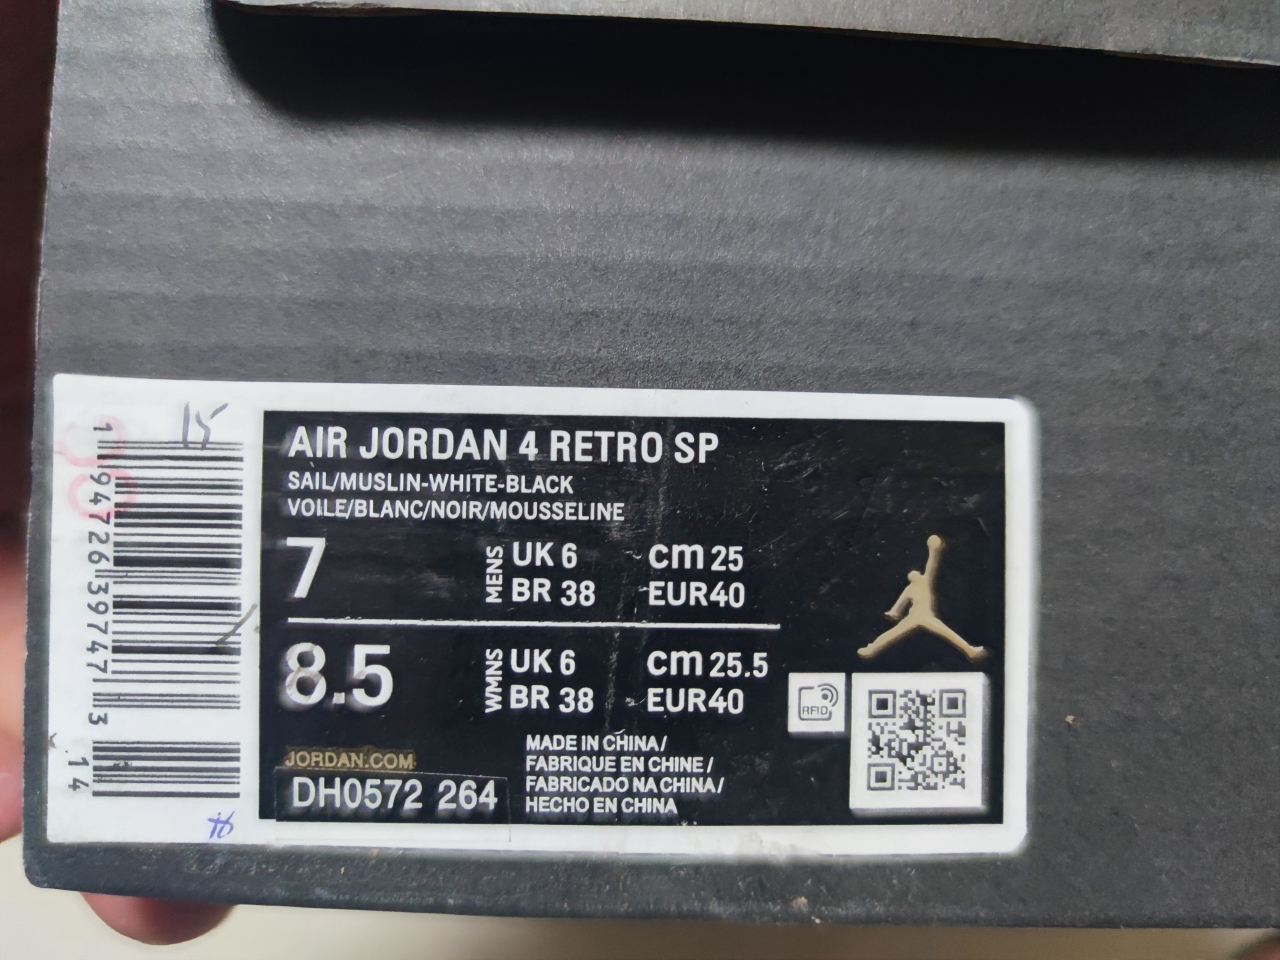 15
1 94726 39747 3
14
AIR JORDAN 4 RETRO SP
SAIL/MUSLIN-WHITE-BLACK
VOILE/BLANC/NOIR/MOUSSELINE
7 MENS UK 6 cm 25
BR 38 EUR40
8.5 WMNS UK 6 cm 25.5
BR 38 EUR40
RFID
JORDAN.COM
DH0572 264
MADE IN CHINA/
FABRIQUE EN CHINE /
FABRICADO NA CHINA/
HECHO EN CHINA